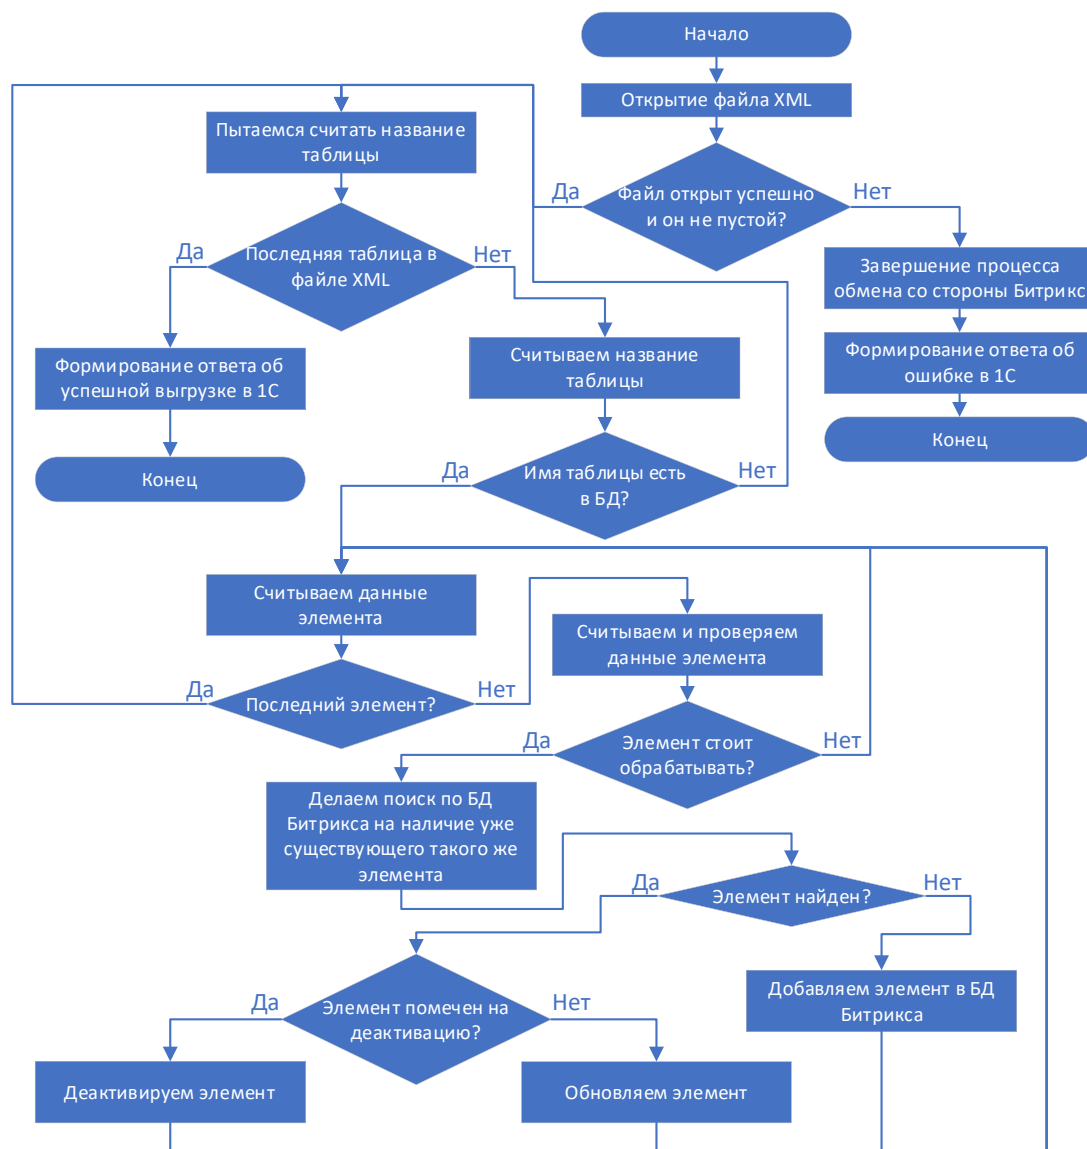 Начало
Открытие файла XML
Файл открыт успешно
и он не пустой?
Да
Нет
Завершение процесса
обмена со стороны Битрикс
Формирование ответа об
ошибке в 1С
Конец
Пытаемся считать название
таблицы
Последняя таблица в
файле XML
Да
Нет
Формирование ответа об
успешной выгрузке в 1С
Конец
Считываем название
таблицы
Имя таблицы есть
в БД?
Да
Нет
Считываем данные
элемента
Последний элемент?
Да
Нет
Считываем и проверяем
данные элемента
Элемент стоит
обрабатывать?
Да
Нет
Делаем поиск по БД
Битрикса на наличие уже
существующего такого же
элемента
Элемент найден?
Да
Нет
Элемент помечен на
деактивацию?
Да
Нет
Добавляем элемент в БД
Битрикса
Деактивируем элемент
Обновляем элемент